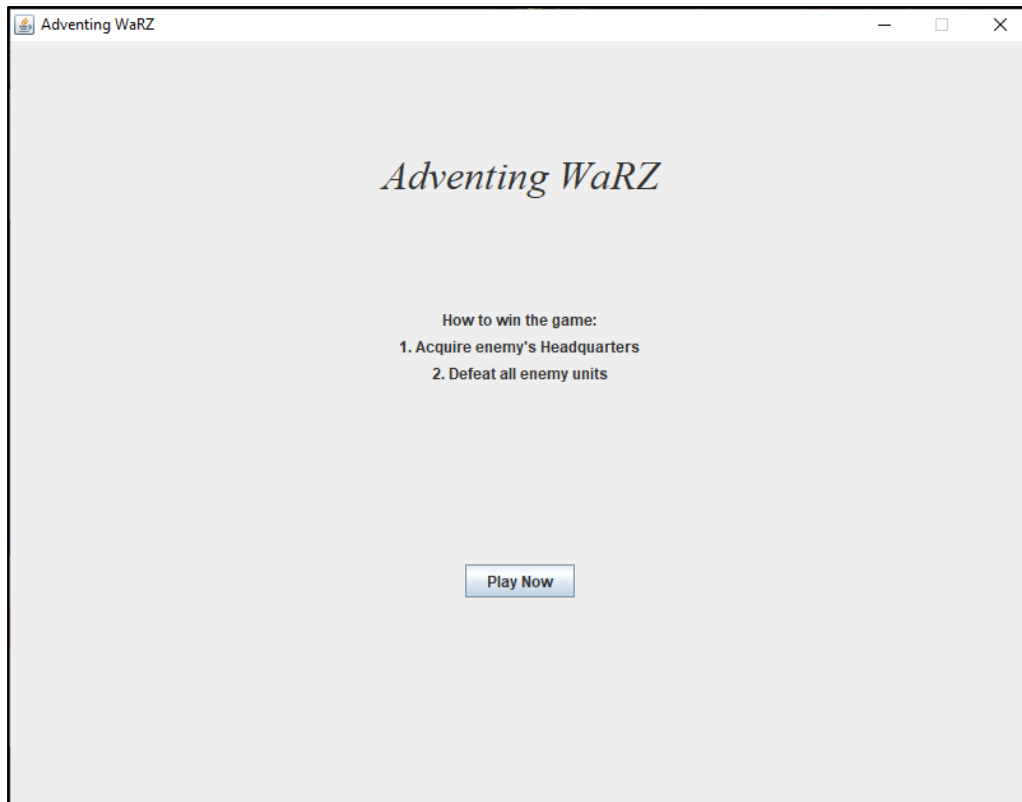 Adventing WaRZ
Adventing WaRZ
How to win the game:
1. Acquire enemy's Headquarters
2. Defeat all enemy units
Play Now